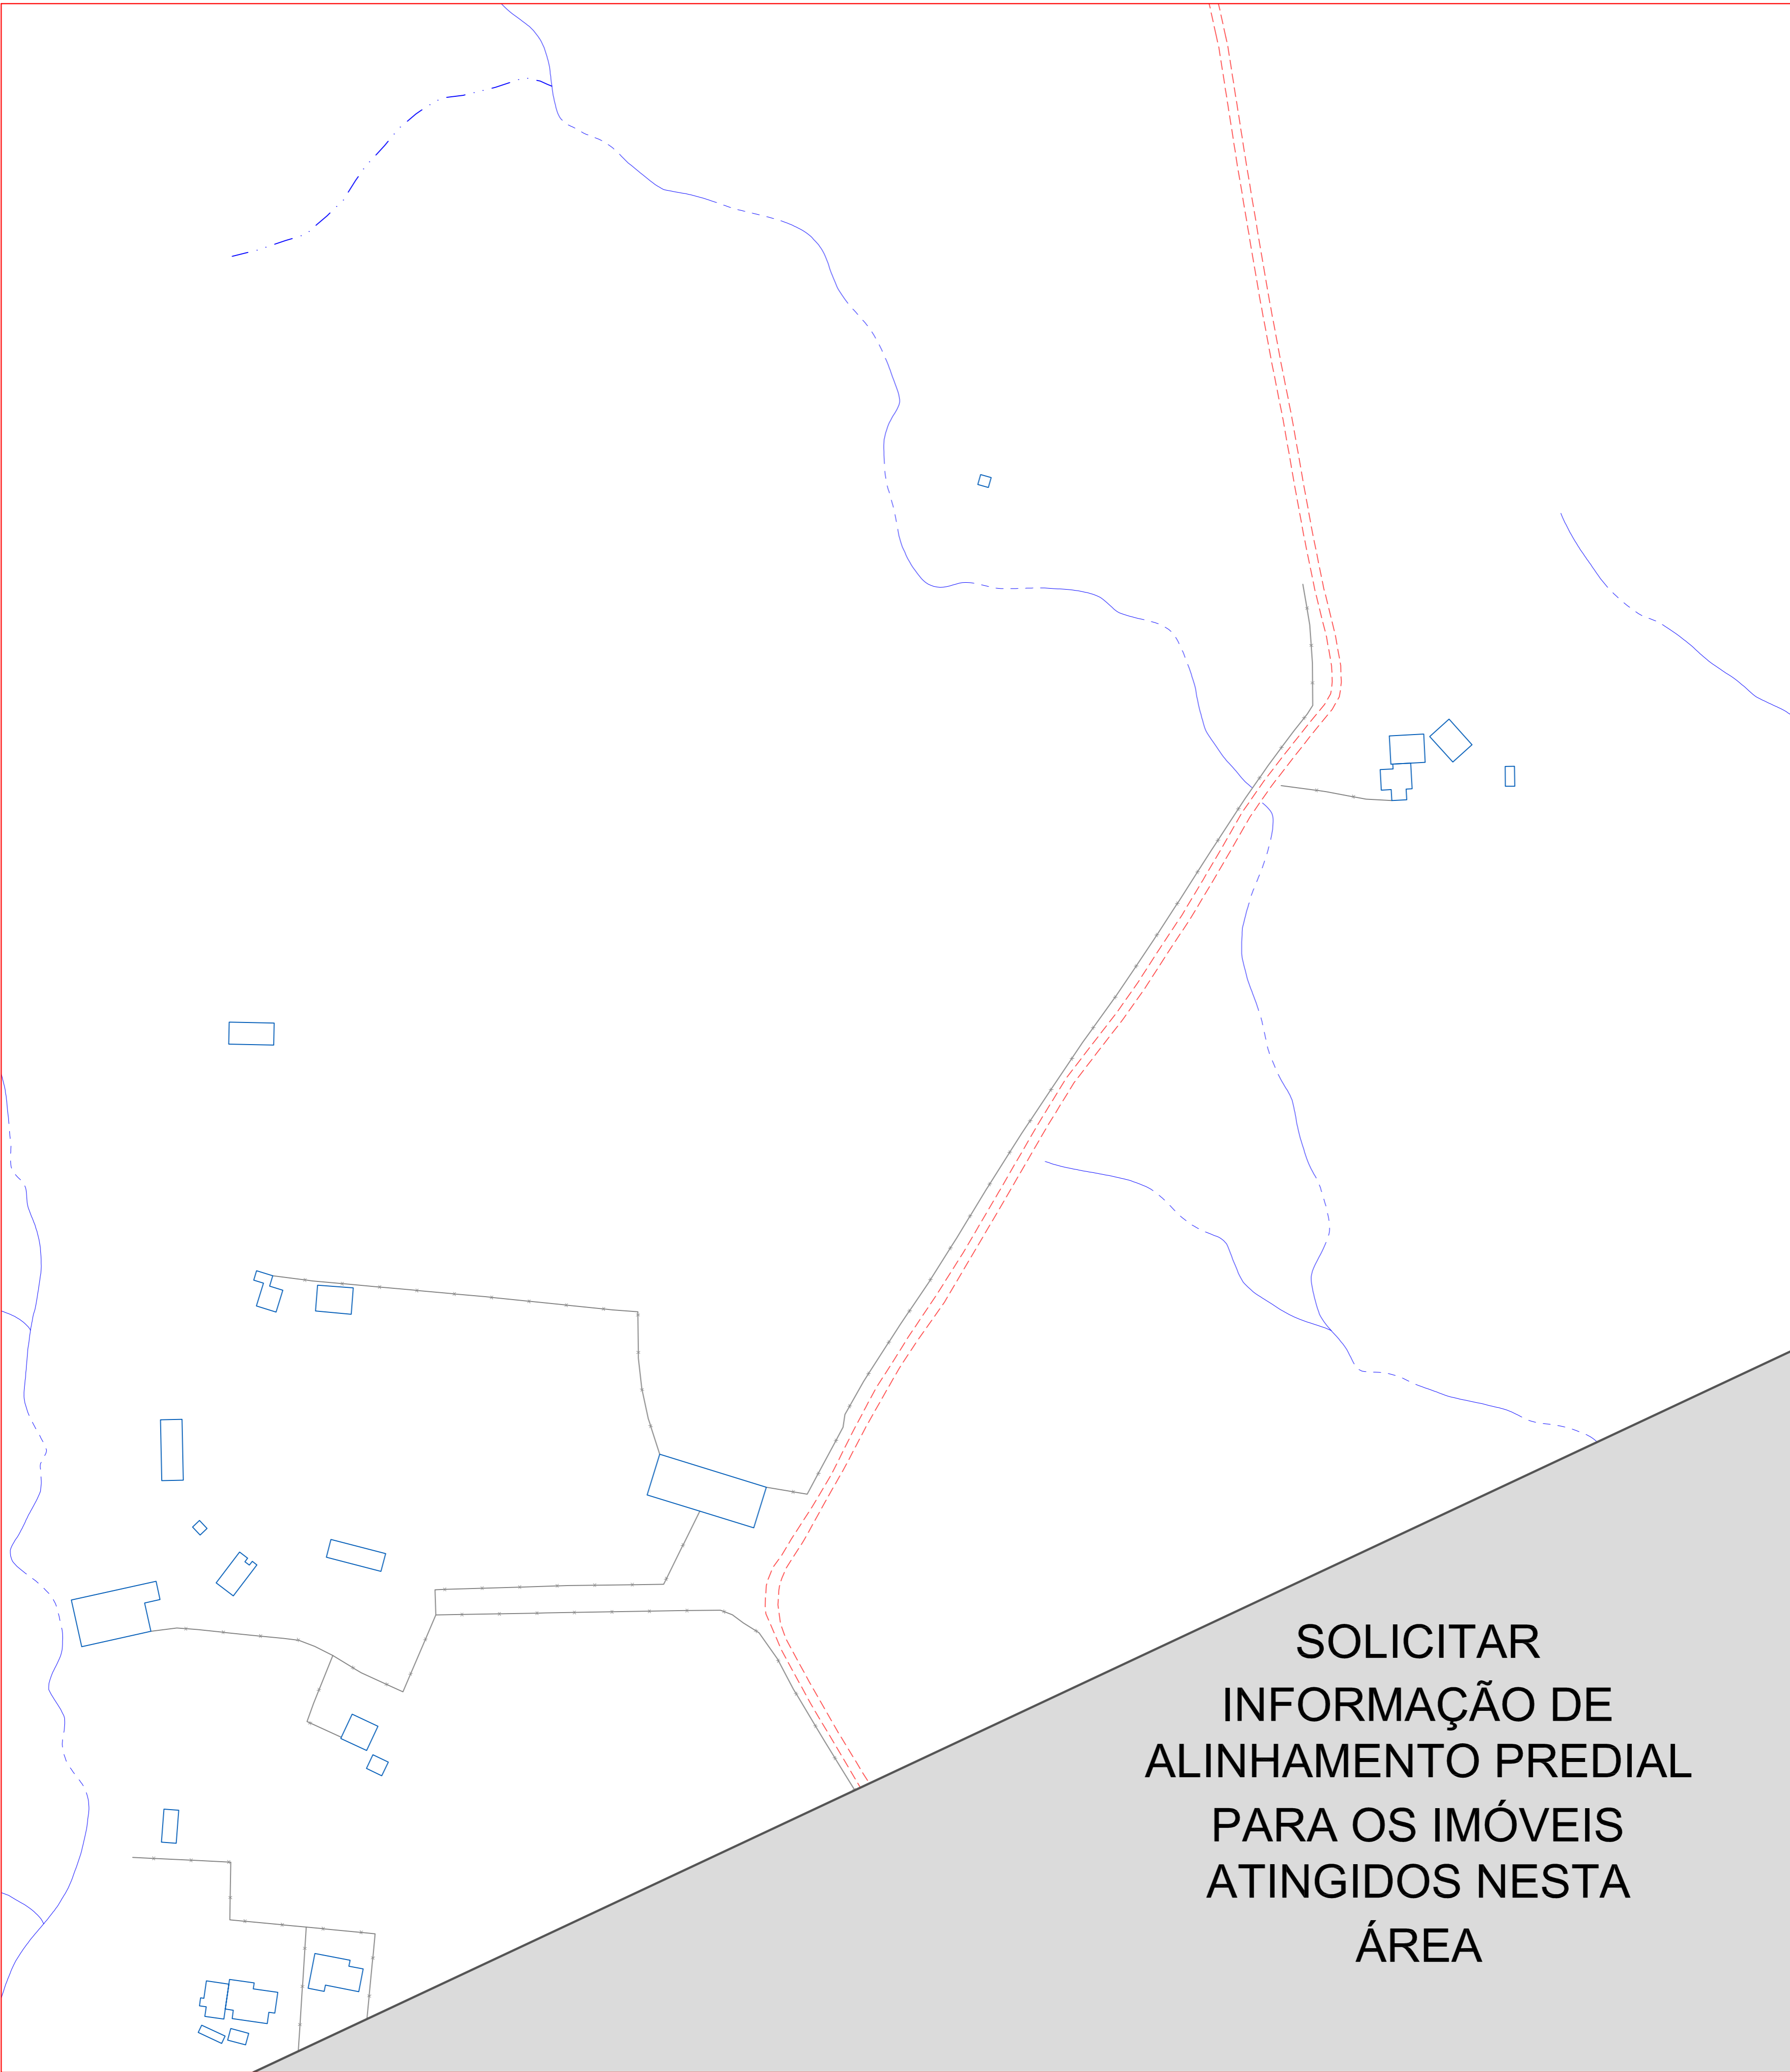 SOLICITAR
INFORMAÇÃO DE
ALINHAMENTO PREDIAL
PARA OS IMÓVEIS
ATINGIDOS NESTA
ÁREA